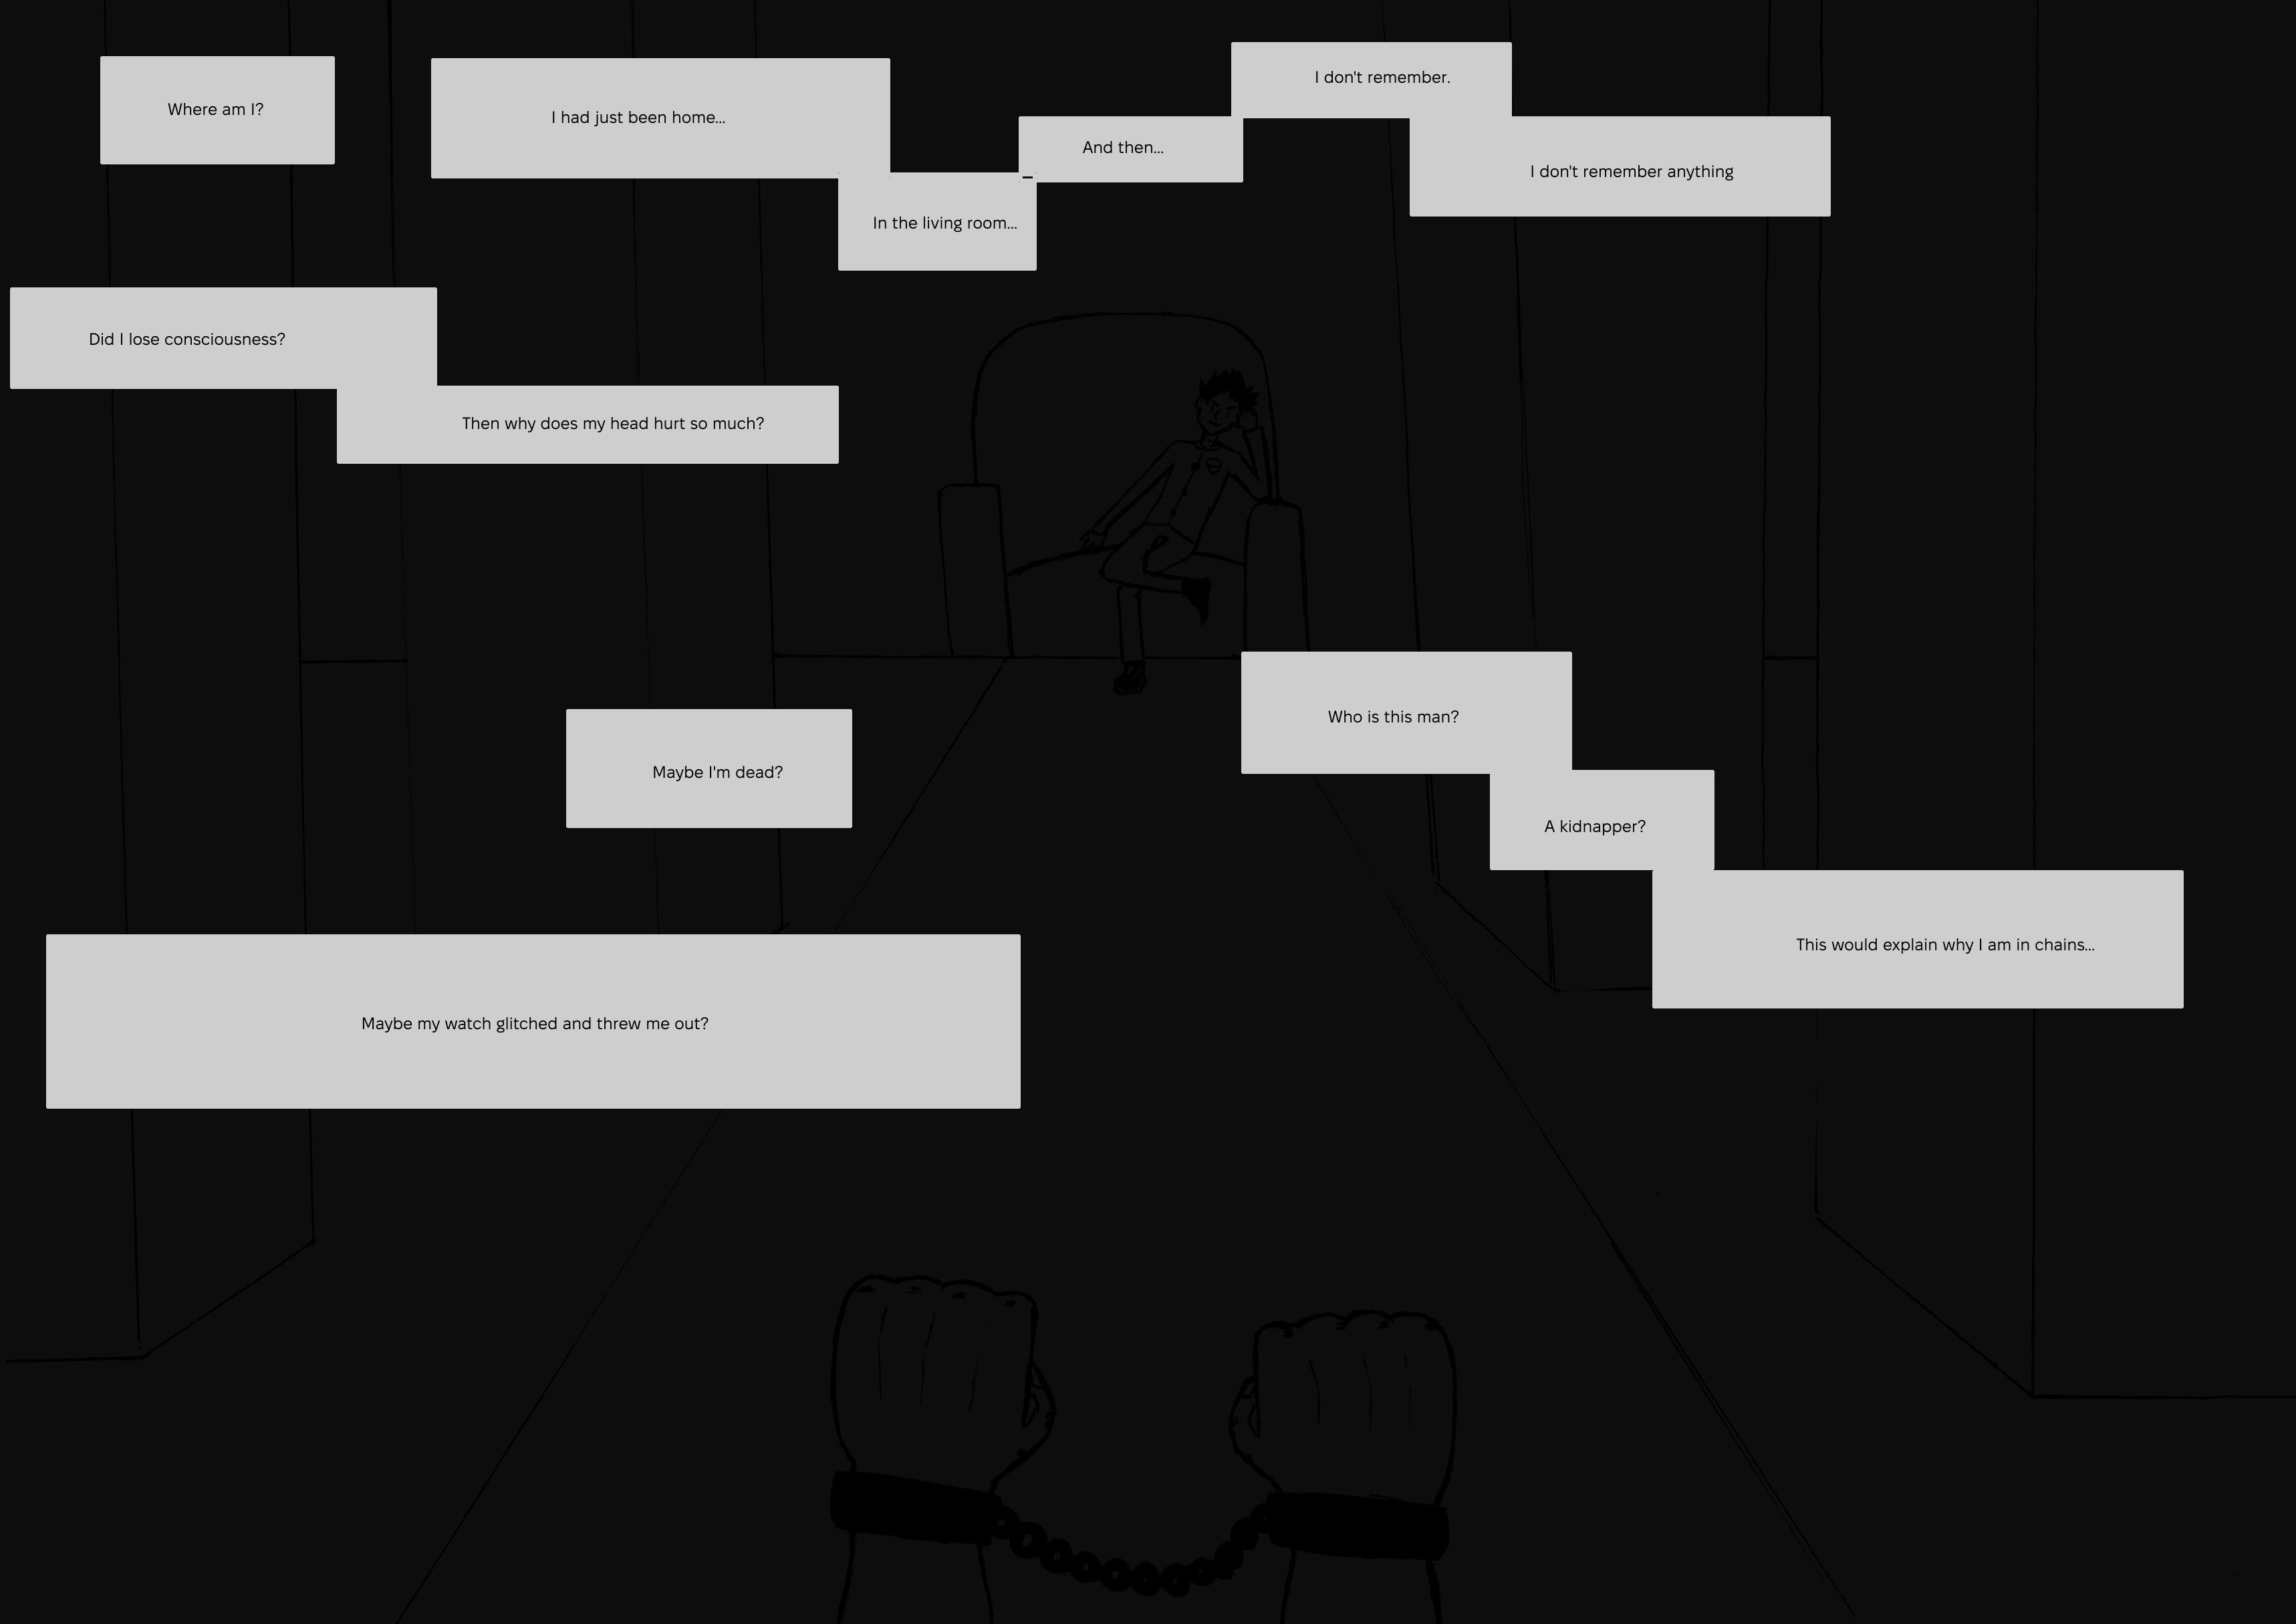 Where am I?
I had just been home...
In the living room...
And then...
I don't remember.
I don't remember anything
Did I lose consciousness?
Then why does my head hurt so much?
Who is this man?
A kidnapper?
This would explain why I am in chains...
Maybe I'm dead?
Maybe my watch glitched and threw me out?